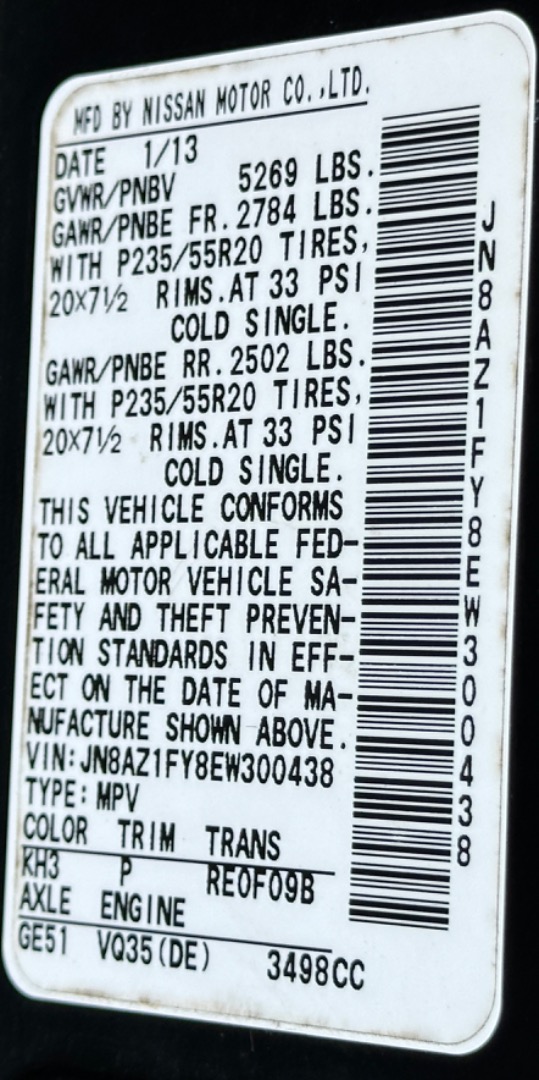 MFD BY NISSAN MOTOR CO.,LTD.
DATE 1/13
GVWR/PNBV 5269 LBS.
GAWR/PNBE FR.2784 LBS.
WITH P235/55R20 TIRES,
20×7½ RIMS.AT 33 PSI
COLD SINGLE.
GAWR/PNBE RR.2502 LBS.
WITH P235/55R20 TIRES,
20×7½ RIMS.AT 33 PSI
COLD SINGLE.
THIS VEHICLE CONFORMS
TO ALL APPLICABLE FED-
ERAL MOTOR VEHICLE SA-
FETY AND THEFT PREVEN-
TION STANDARDS IN EFF-
ECT ON THE DATE OF MA-
NUFACTURE SHOWN ABOVE.
VIN:JN8AZ1FY8EW300438
TYPE:MPV
COLOR TRIM TRANS
KH3 P RE0F09B
AXLE ENGINE
GE51 VQ35(DE) 3498CC
JN8AZ1FY8EW300438